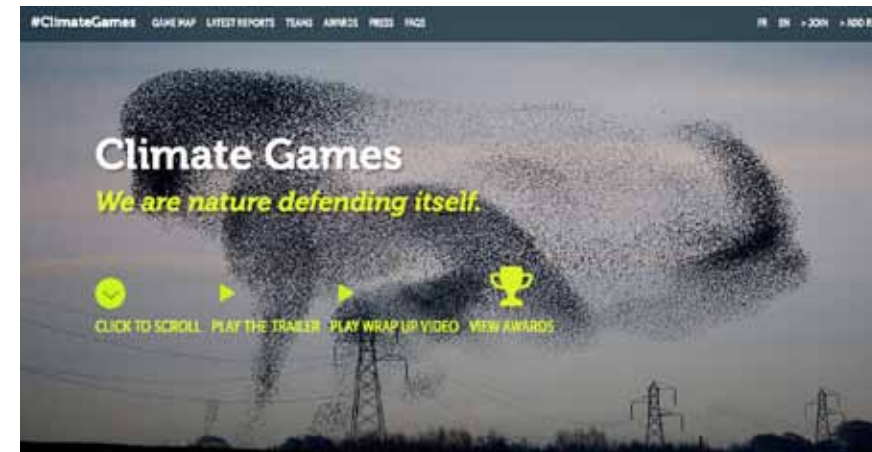 #ClimateGames GAME MAP LATEST REPORTS TEAMS AWARDS PRESS FAQS FR EN + JOIN + ADD
Climate Games
We are nature defending itself.
CLICK TO SCROLL PLAY THE TRAILER PLAY WRAP UP VIDEO VIEW AWARDS